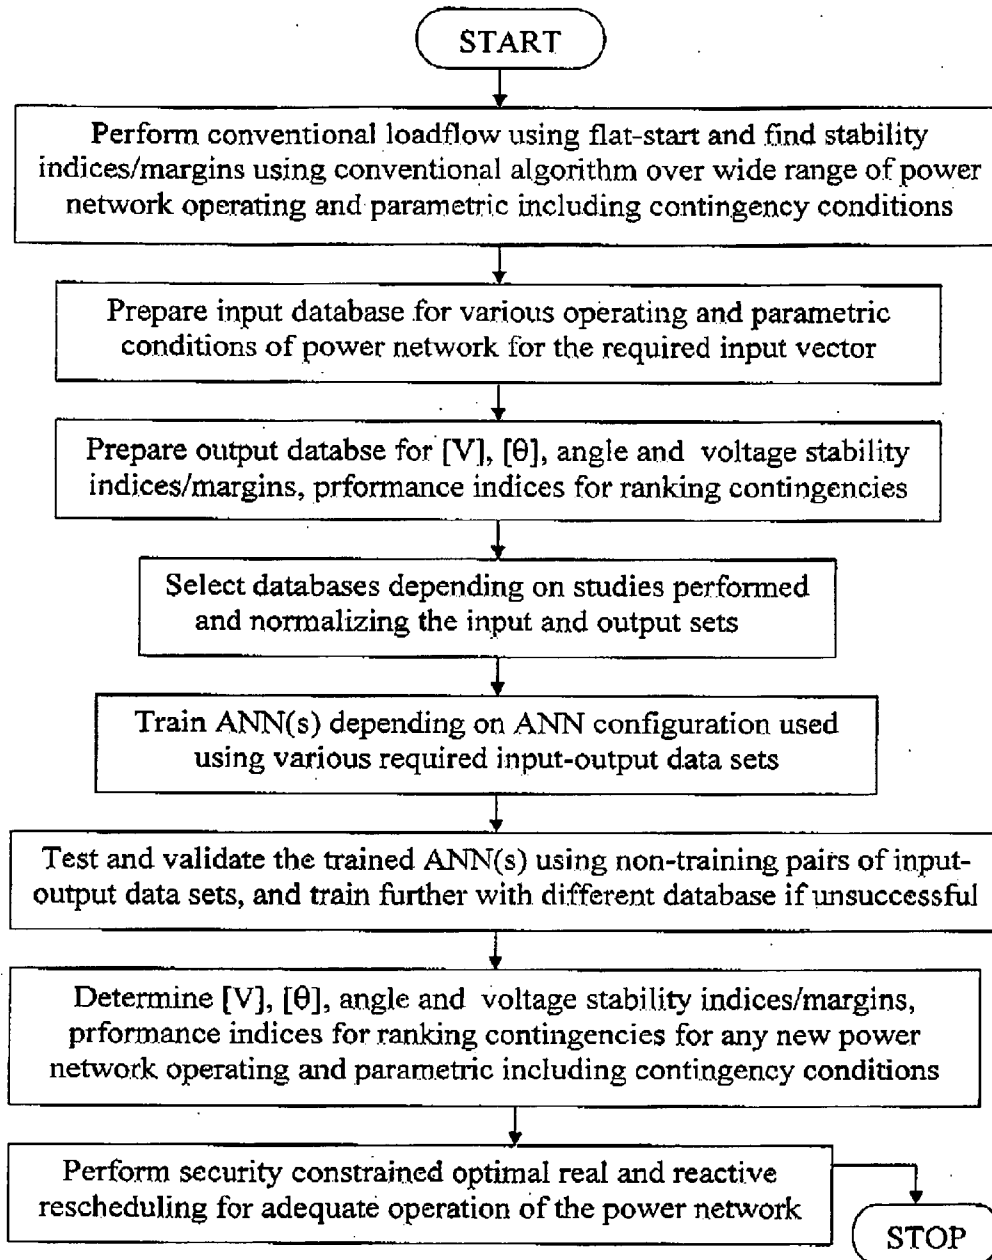 START
Perform conventional loadflow using flat-start and find stability
indices/margins using conventional algorithm over wide range of power
network operating and parametric including contingency conditions
Prepare input database for various operating and parametric
conditions of power network for the required input vector
Prepare output databse for [V], [θ], angle and voltage stability
indices/margins, prformance indices for ranking contingencies
Select databases depending on studies performed
and normalizing the input and output sets
Train ANN(s) depending on ANN configuration used
using various required input-output data sets
Test and validate the trained ANN(s) using non-training pairs of input-
output data sets, and train further with different database if unsuccessful
Determine [V], [θ], angle and voltage stability indices/margins,
prformance indices for ranking contingencies for any new power
network operating and parametric including contingency conditions
Perform security constrained optimal real and reactive
rescheduling for adequate operation of the power network
STOP